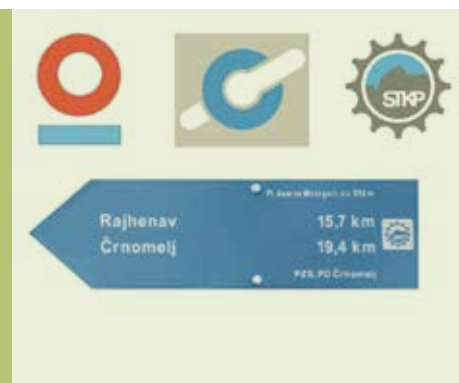 STKP
Rajhenav 15,7 km
Črnomelj 19,4 km
PZS, PD Črnomelj